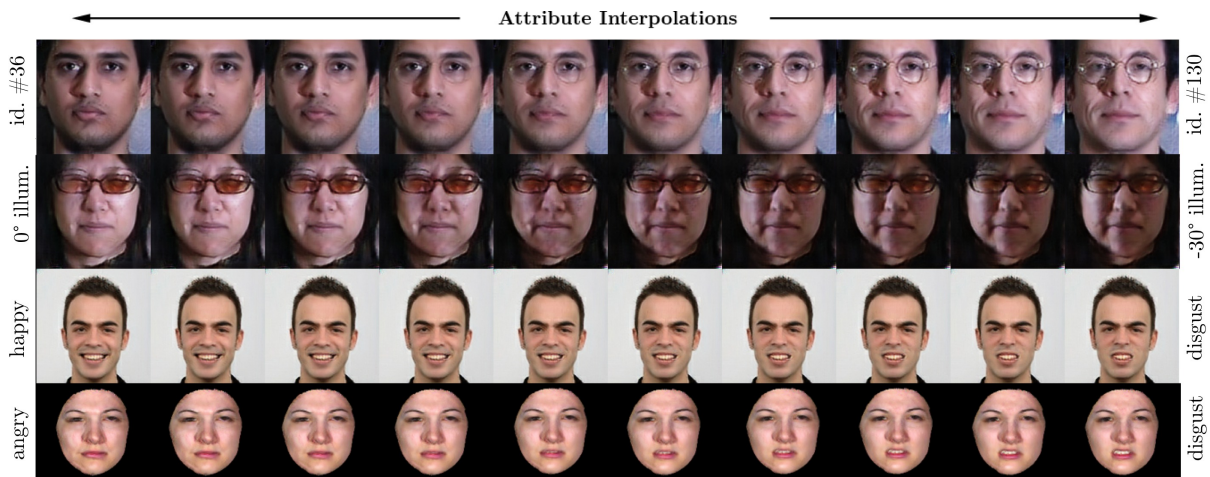 Attribute Interpolations
id. #36
id. #130
0° illum.
-30° illum.
happy
disgust
angry
disgust